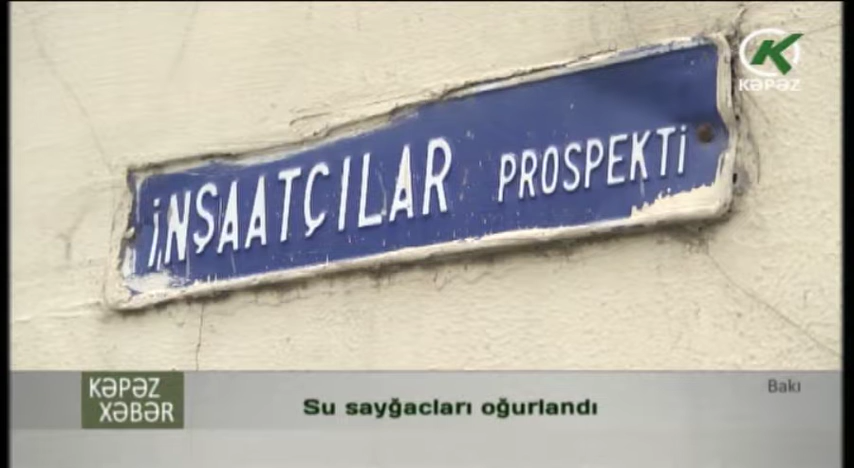 KƏPƏZ
İNŞAATÇILAR PROSPEKTİ
Bakı
KƏPƏZ
XƏBƏR
Su sayğacları oğurlandı